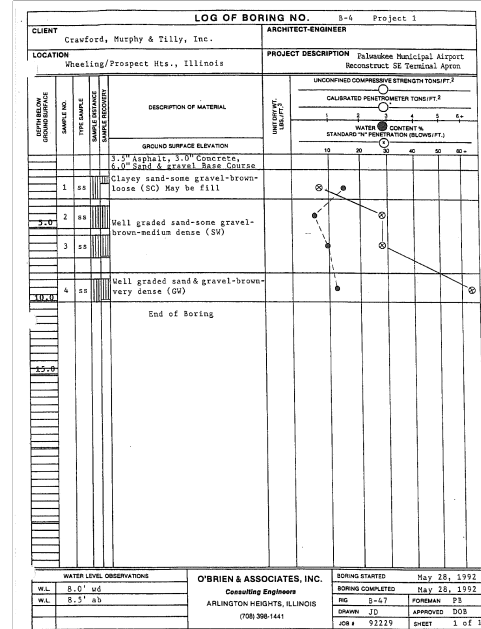 LOG OF BORING NO. B-4 Project 1
CLIENT
Crawford, Murphy & Tilly, Inc.
ARCHITECT-ENGINEER
LOCATION
Wheeling/Prospect Hts., Illinois
PROJECT DESCRIPTION Palwaukee Municipal Airport
Reconstruct SE Terminal Apron
DEPTH BELOW GROUND SURFACE
SAMPLE NO.
TYPE SAMPLE
SAMPLE DISTANCE
SAMPLE RECOVERY
DESCRIPTION OF MATERIAL
GROUND SURFACE ELEVATION
UNIT DRY WT. LBS./FT.3
UNCONFINED COMPRESSIVE STRENGTH TONS/FT.2
CALIBRATED PENETROMETER TONS/FT.2
1 2 3 4 5 6+
WATER CONTENT %
STANDARD "N" PENETRATION (BLOWS/FT.)
10 20 30 40 50 60+
3.5" Asphalt, 3.0" Concrete,
6.0" Sand & gravel Base Course
1 ss Clayey sand-some gravel-brown-
loose (SC) May be fill
5.0 2 ss Well graded sand-some gravel-
brown-medium dense (SW)
3 ss
4 ss Well graded sand & gravel-brown-
very dense (GW)
10.0
End of Boring
15.0
WATER LEVEL OBSERVATIONS
W.L. 8.0' wd
W.L. 8.5' ab
O'BRIEN & ASSOCIATES, INC.
Consulting Engineers
ARLINGTON HEIGHTS, ILLINOIS
(708) 398-1441
BORING STARTED May 28, 1992
BORING COMPLETED May 28, 1992
RIG B-47 FOREMAN PB
DRAWN JD APPROVED DOB
JOB # 92229 SHEET 1 of 1